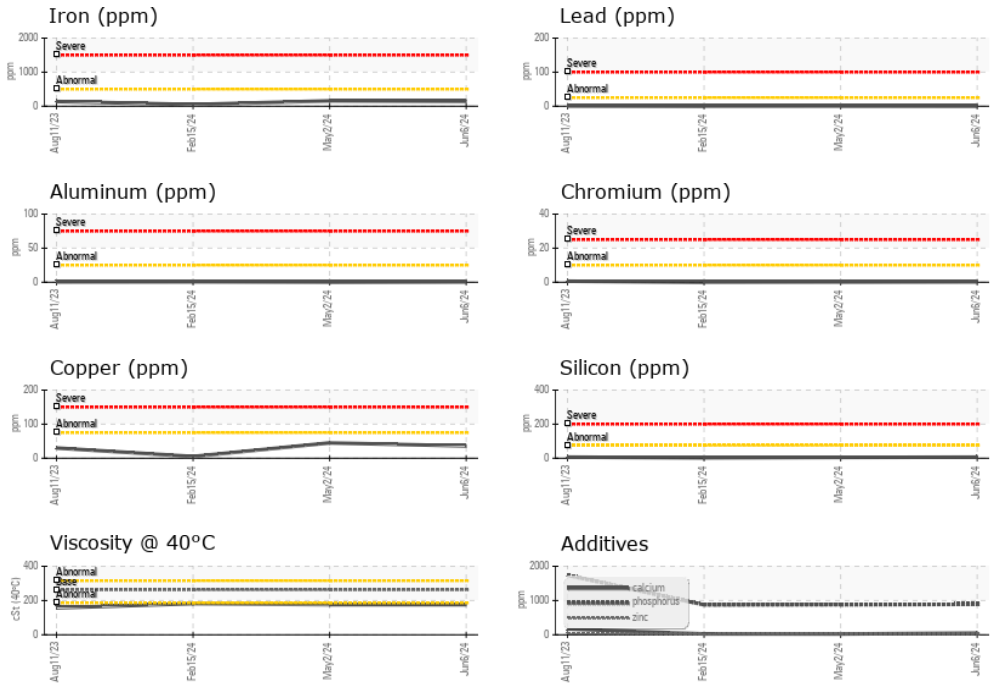 Iron (ppm)
2000
1000
0
ppm
Severe
Abnormal
Aug11/23
Feb15/24
May2/24
Jun6/24
Lead (ppm)
200
100
0
ppm
Severe
Abnormal
Aug11/23
Feb15/24
May2/24
Jun6/24
Aluminum (ppm)
100
50
0
ppm
Severe
Abnormal
Aug11/23
Feb15/24
May2/24
Jun6/24
Chromium (ppm)
40
20
0
ppm
Severe
Abnormal
Aug11/23
Feb15/24
May2/24
Jun6/24
Copper (ppm)
200
100
0
ppm
Severe
Abnormal
Aug11/23
Feb15/24
May2/24
Jun6/24
Silicon (ppm)
400
200
0
ppm
Severe
Abnormal
Aug11/23
Feb15/24
May2/24
Jun6/24
Viscosity @ 40°C
400
200
0
cSt (40°C)
Abnormal
Base
Abnormal
Aug11/23
Feb15/24
May2/24
Jun6/24
Additives
2000
1000
0
ppm
calcium
phosphorus
zinc
Aug11/23
Feb15/24
May2/24
Jun6/24